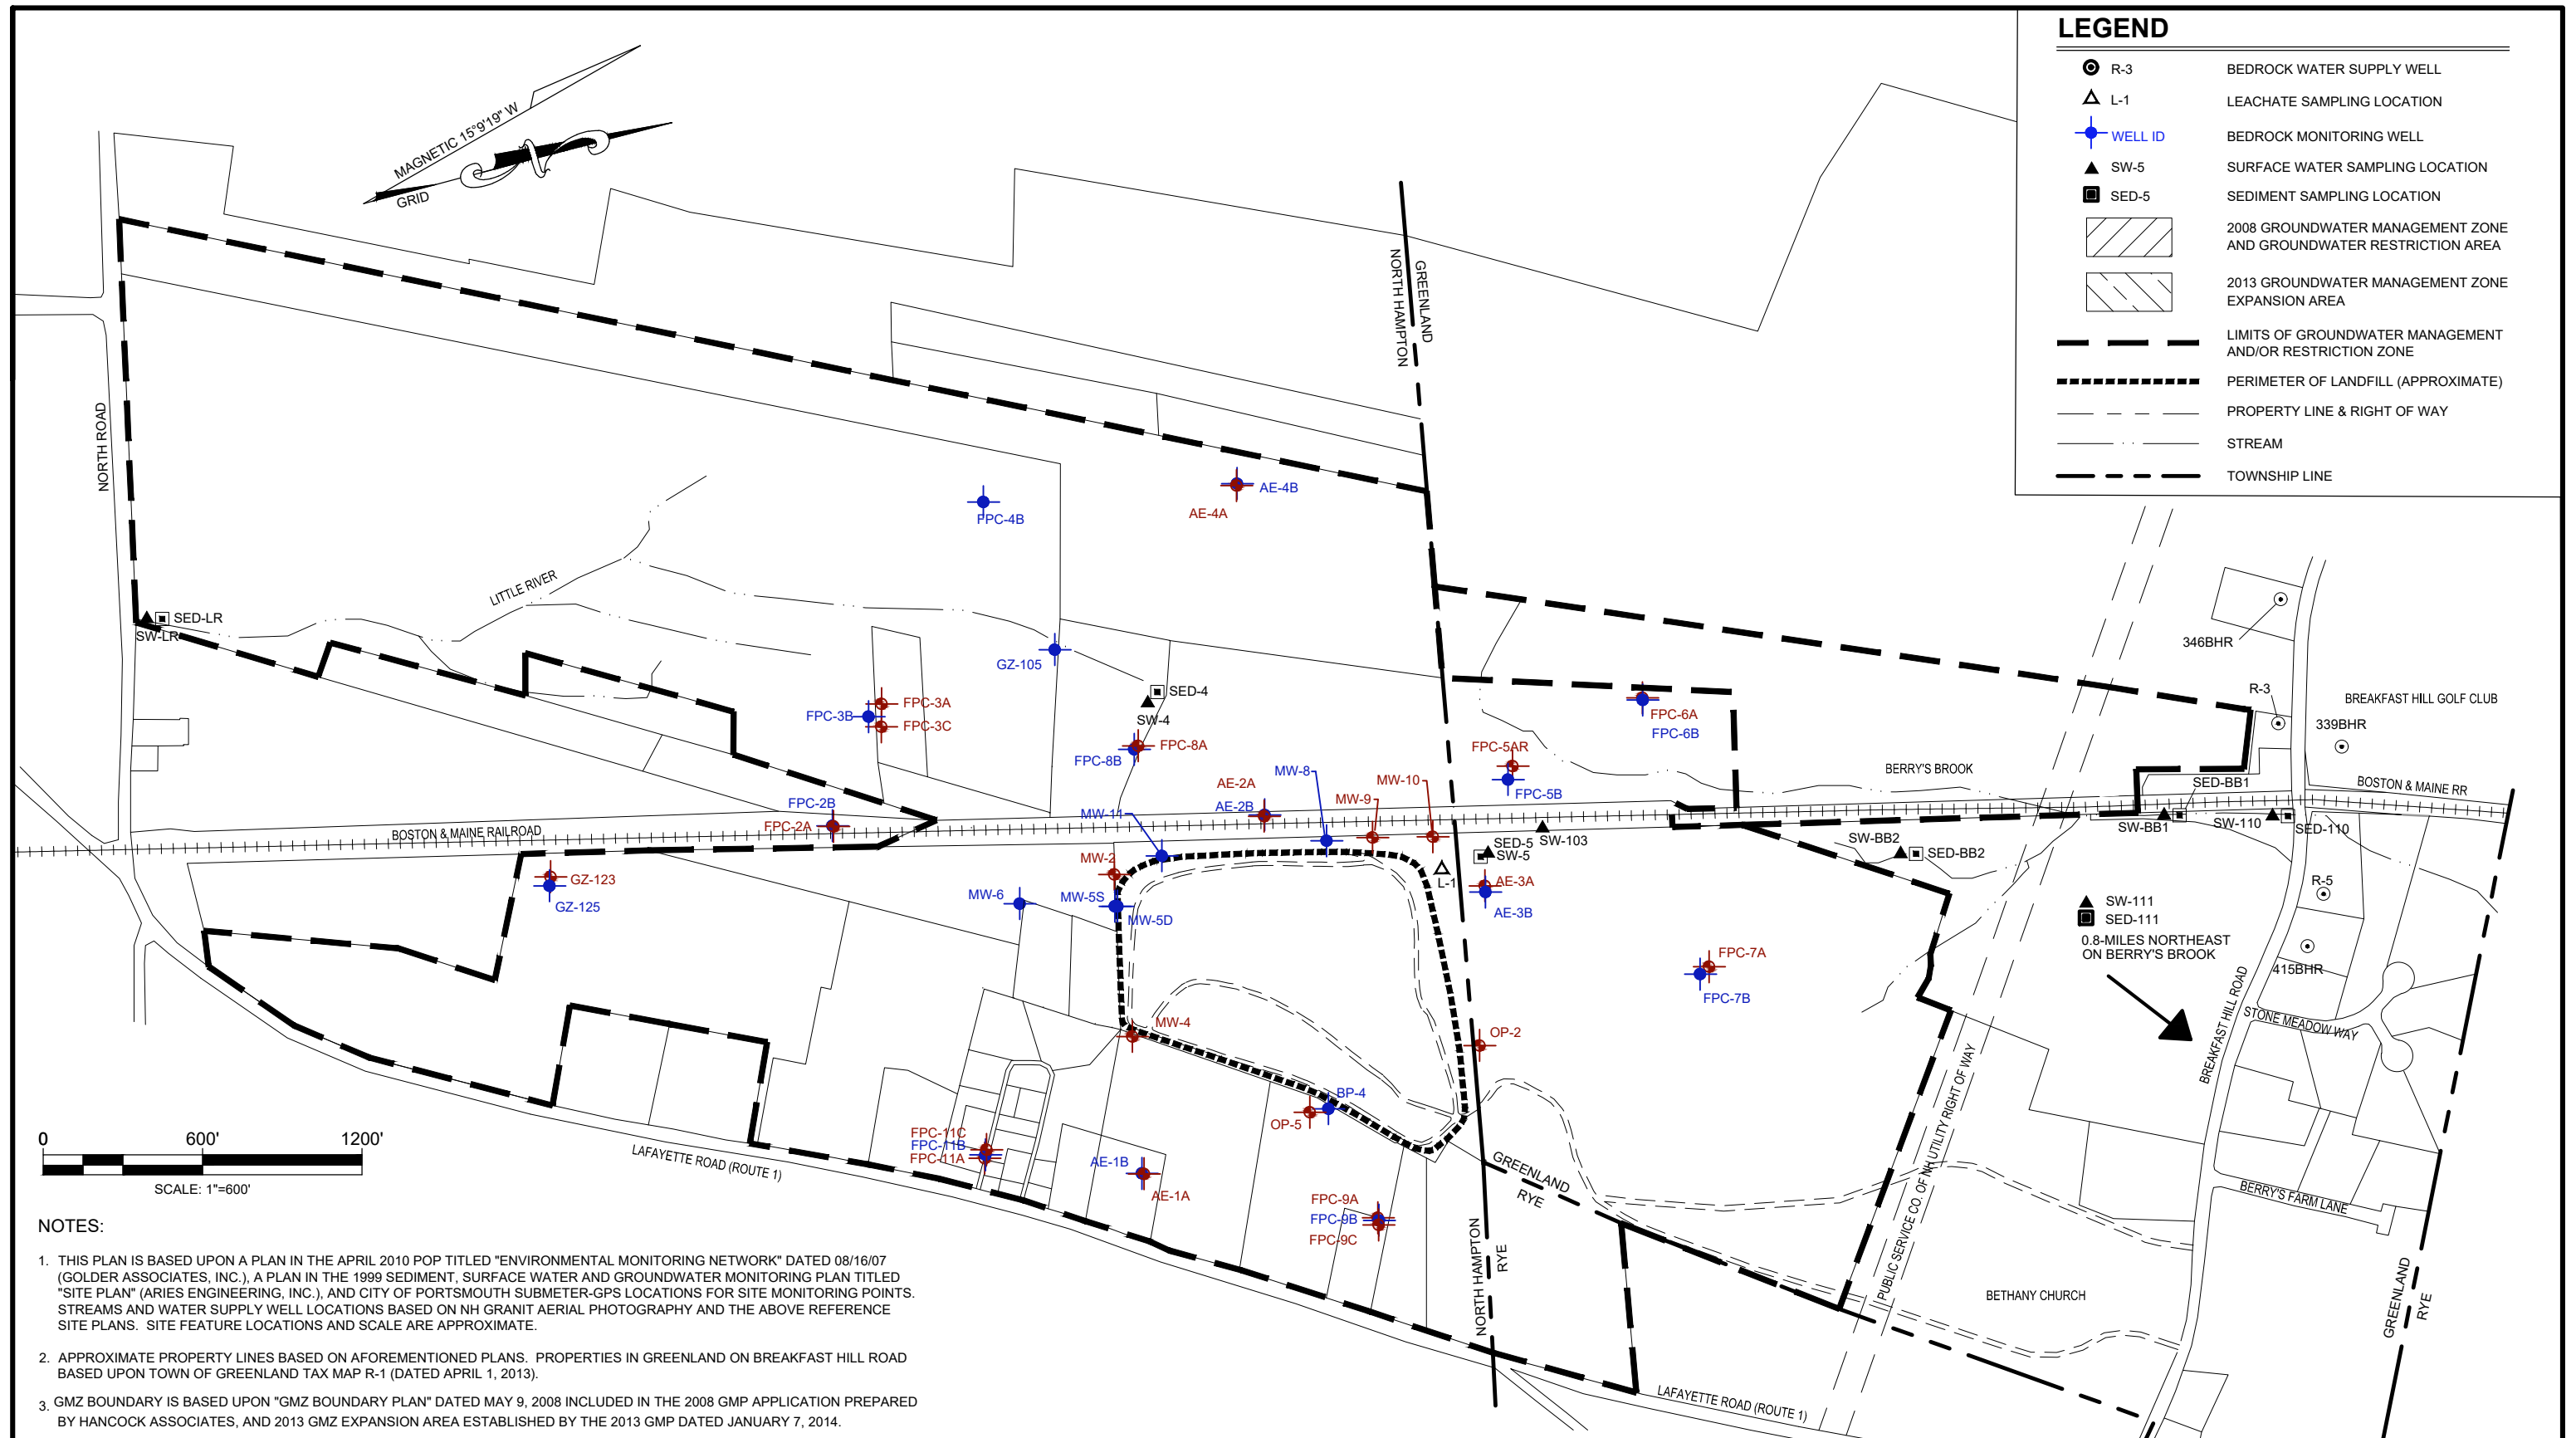 LEGEND
R-3 BEDROCK WATER SUPPLY WELL
L-1 LEACHATE SAMPLING LOCATION
WELL ID BEDROCK MONITORING WELL
SW-5 SURFACE WATER SAMPLING LOCATION
SED-5 SEDIMENT SAMPLING LOCATION
2008 GROUNDWATER MANAGEMENT ZONE
AND GROUNDWATER RESTRICTION AREA
2013 GROUNDWATER MANAGEMENT ZONE
EXPANSION AREA
LIMITS OF GROUNDWATER MANAGEMENT
AND/OR RESTRICTION ZONE
PERIMETER OF LANDFILL (APPROXIMATE)
PROPERTY LINE & RIGHT OF WAY
STREAM
TOWNSHIP LINE
MAGNETIC 15°9'19" W
GRID
N
NORTH ROAD
GREENLAND
NORTH HAMPTON
AE-4B
AE-4A
FPC-4B
LITTLE RIVER
SED-LR
SW-LR
GZ-105
SED-4
SW-4
FPC-3A
FPC-3B
FPC-3C
FPC-8A
FPC-8B
FPC-6A
FPC-6B
FPC-5AR
FPC-5B
346BHR
R-3
BREAKFAST HILL GOLF CLUB
339BHR
BERRY'S BROOK
SED-BB1
BOSTON & MAINE RR
MW-8
MW-10
AE-2A
AE-2B
MW-9
MW-11
FPC-2B
FPC-2A
BOSTON & MAINE RAILROAD
SW-BB1
SW-110
SED-110
SW-103
SED-5
SW-5
SW-BB2
SED-BB2
MW-2
L-1
AE-3A
AE-3B
GZ-123
GZ-125
MW-6
MW-5S
MW-5D
R-5
SW-111
SED-111
0.8-MILES NORTHEAST
ON BERRY'S BROOK
415BHR
FPC-7A
FPC-7B
BREAKFAST HILL ROAD
STONE MEADOW WAY
MW-4
OP-2
BP-4
OP-5
PUBLIC SERVICE CO. OF NH UTILITY RIGHT OF WAY
FPC-11C
FPC-11B
FPC-11A
AE-1B
AE-1A
GREENLAND
RYE
BERRY'S FARM LANE
FPC-9A
FPC-9B
FPC-9C
NORTH HAMPTON
RYE
BETHANY CHURCH
GREENLAND
RYE
LAFAYETTE ROAD (ROUTE 1)
LAFAYETTE ROAD (ROUTE 1)
0 600' 1200'
SCALE: 1"=600'
NOTES:
1. THIS PLAN IS BASED UPON A PLAN IN THE APRIL 2010 POP TITLED "ENVIRONMENTAL MONITORING NETWORK" DATED 08/16/07
(GOLDER ASSOCIATES, INC.), A PLAN IN THE 1999 SEDIMENT, SURFACE WATER AND GROUNDWATER MONITORING PLAN TITLED
"SITE PLAN" (ARIES ENGINEERING, INC.), AND CITY OF PORTSMOUTH SUBMETER-GPS LOCATIONS FOR SITE MONITORING POINTS.
STREAMS AND WATER SUPPLY WELL LOCATIONS BASED ON NH GRANIT AERIAL PHOTOGRAPHY AND THE ABOVE REFERENCE
SITE PLANS. SITE FEATURE LOCATIONS AND SCALE ARE APPROXIMATE.
2. APPROXIMATE PROPERTY LINES BASED ON AFOREMENTIONED PLANS. PROPERTIES IN GREENLAND ON BREAKFAST HILL ROAD
BASED UPON TOWN OF GREENLAND TAX MAP R-1 (DATED APRIL 1, 2013).
3. GMZ BOUNDARY IS BASED UPON "GMZ BOUNDARY PLAN" DATED MAY 9, 2008 INCLUDED IN THE 2008 GMP APPLICATION PREPARED
BY HANCOCK ASSOCIATES, AND 2013 GMZ EXPANSION AREA ESTABLISHED BY THE 2013 GMP DATED JANUARY 7, 2014.